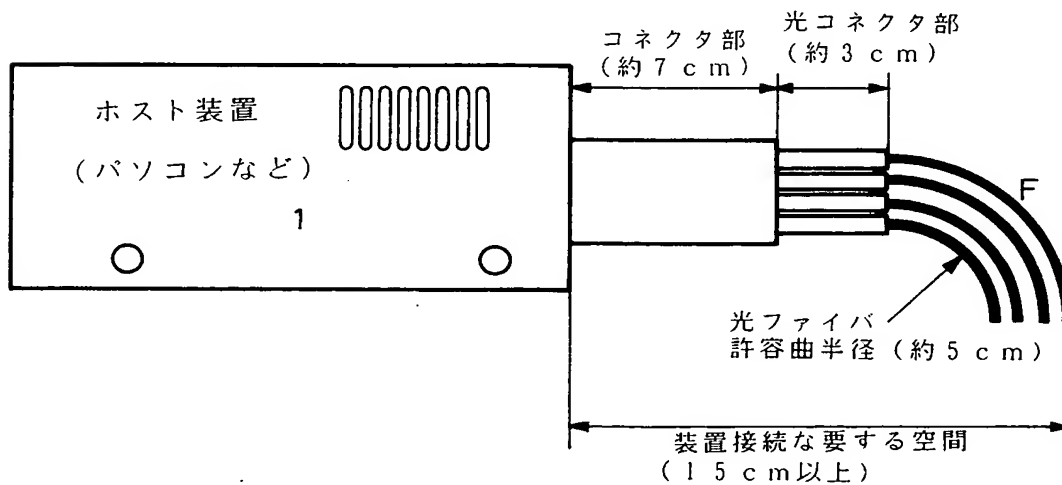 コネクタ部
(約7cm)
光コネクタ部
(約3cm)
ホスト装置
(パソコンなど)
1
F
光ファイバ
許容曲半径(約5cm)
装置接続な要する空間
(15cm以上)